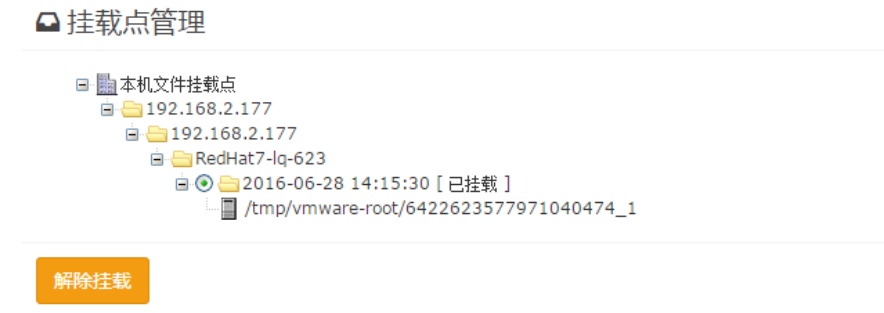 挂载点管理
本机文件挂载点
192.168.2.177
192.168.2.177
RedHat7-lq-623
2016-06-28 14:15:30 [ 已挂载 ]
/tmp/vmware-root/6422623577971040474_1
解除挂载